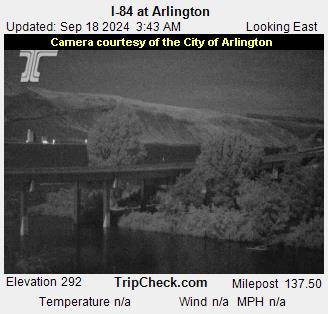 I-84 at Arlington
Updated: Sep 18 2024 3:43 AM Looking East
Camera courtesy of the City of Arlington
Elevation 292 TripCheck.com Milepost 137.50
Temperature n/a Wind n/a MPH n/a